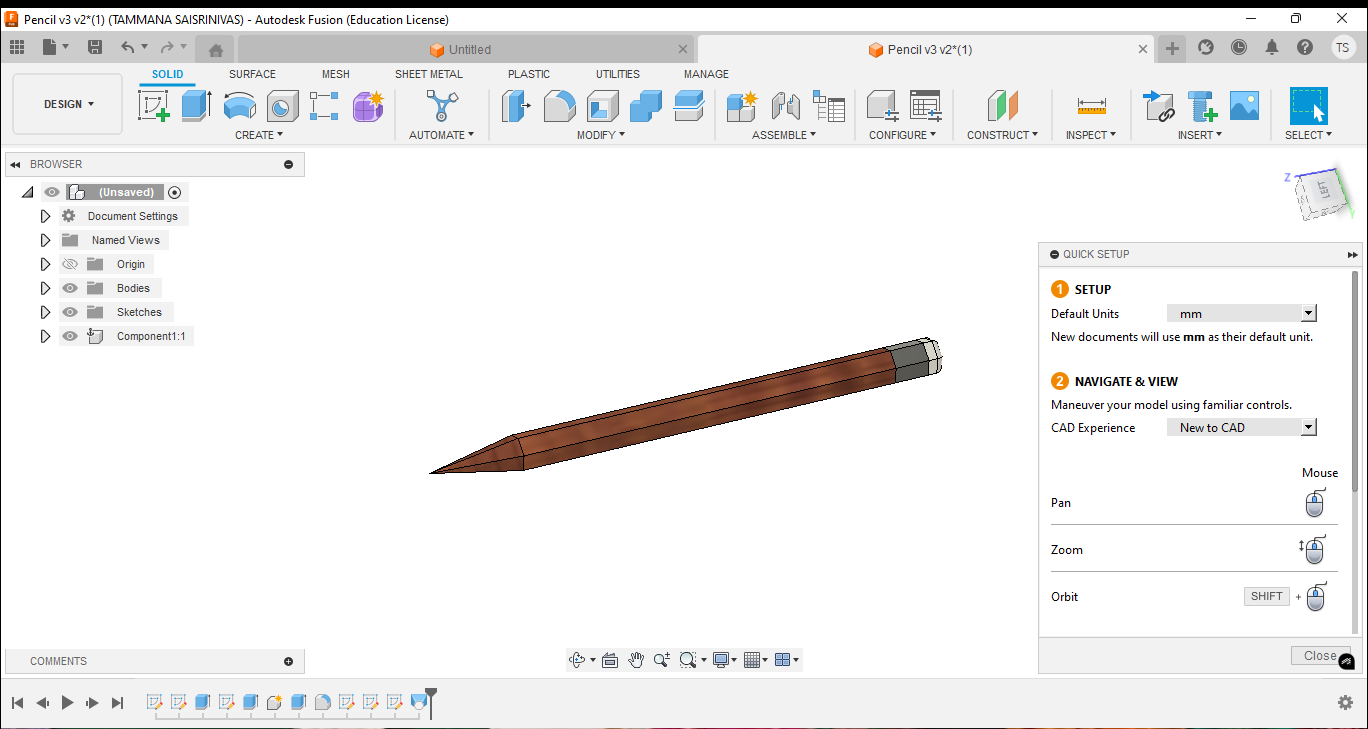 Pencil v3 v2*(1) (TAMMANA SAISRINIVAS) - Autodesk Fusion (Education License)
Untitled
Pencil v3 v2*(1)
TS
DESIGN
SOLID SURFACE MESH SHEET METAL PLASTIC UTILITIES MANAGE
CREATE AUTOMATE MODIFY ASSEMBLE CONFIGURE CONSTRUCT INSPECT INSERT SELECT
BROWSER
(Unsaved)
Document Settings
Named Views
Origin
Bodies
Sketches
Component1:1
Z
LEFT
Y
QUICK SETUP
1 SETUP
Default Units mm
New documents will use mm as their default unit.
2 NAVIGATE & VIEW
Maneuver your model using familiar controls.
CAD Experience New to CAD
Mouse
Pan
Zoom
Orbit SHIFT +
Close
COMMENTS